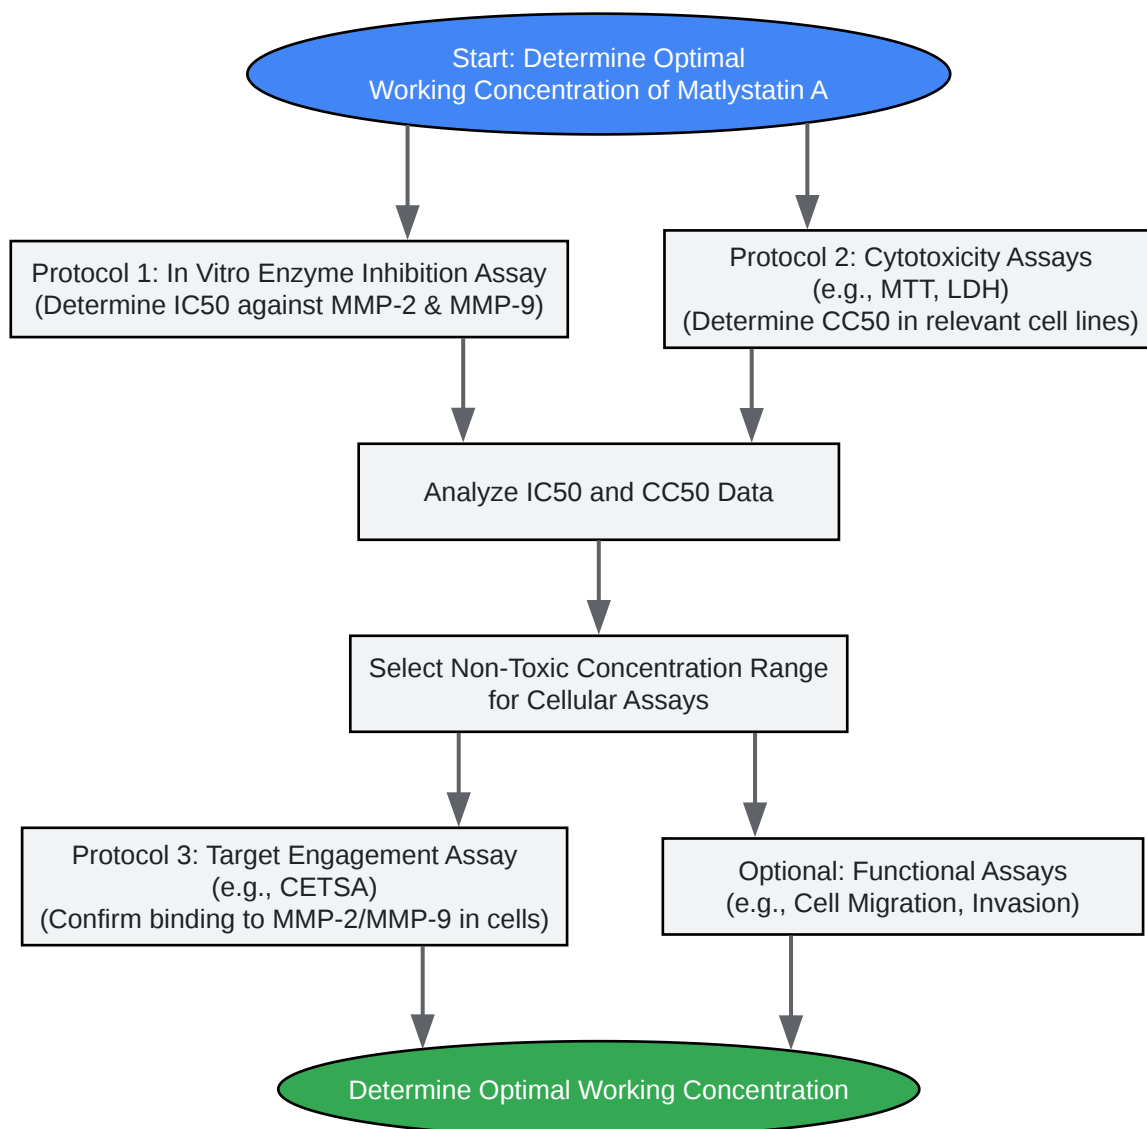 Start: Determine Optimal
Working Concentration of Matlystatin A
Protocol 1: In Vitro Enzyme Inhibition Assay
(Determine IC50 against MMP-2 & MMP-9)
Protocol 2: Cytotoxicity Assays
(e.g., MTT, LDH)
(Determine CC50 in relevant cell lines)
Analyze IC50 and CC50 Data
Select Non-Toxic Concentration Range
for Cellular Assays
Protocol 3: Target Engagement Assay
(e.g., CETSA)
(Confirm binding to MMP-2/MMP-9 in cells)
Optional: Functional Assays
(e.g., Cell Migration, Invasion)
Determine Optimal Working Concentration